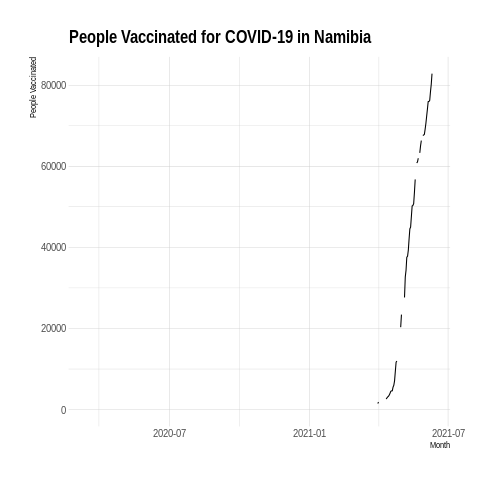 People Vaccinated for COVID-19 in Namibia
People Vaccinated
80000
60000
40000
20000
0
2020-07
2021-01
2021-07
Month